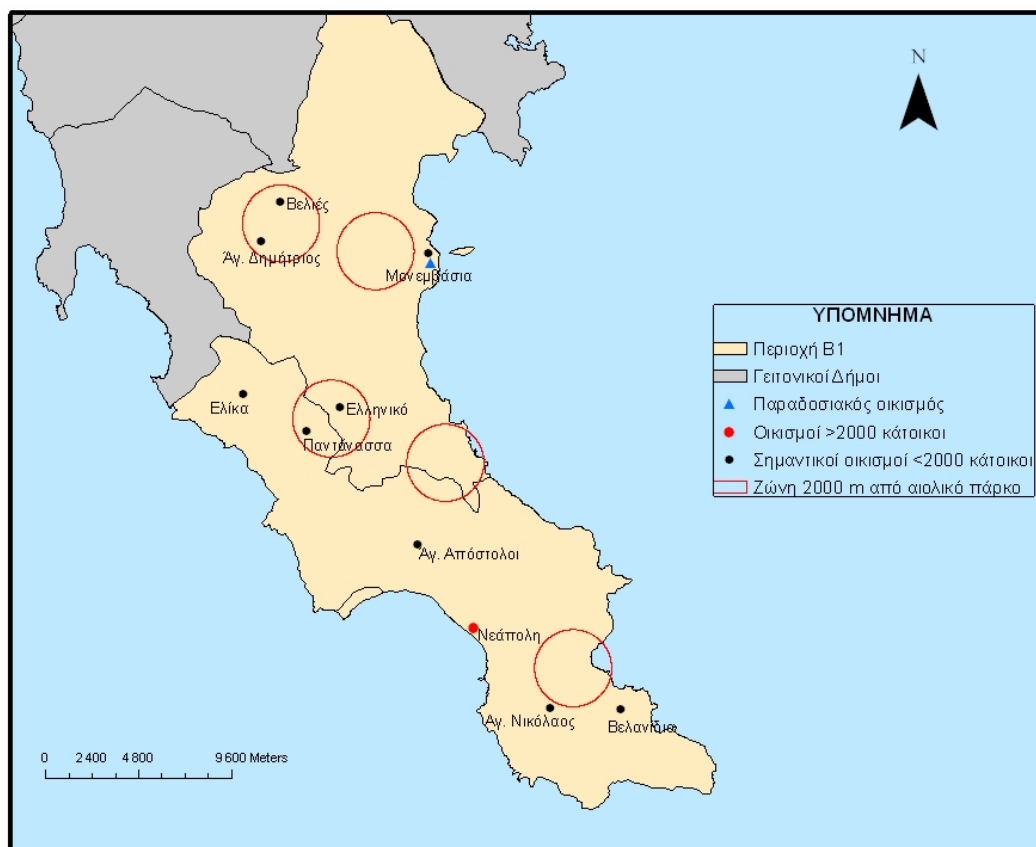 N
Βελιές
Άγ. Δημήτριος
Μονεμβάσια
ΥΠΟΜΝΗΜΑ
Περιοχή Β1
Γειτονικοί Δήμοι
Παραδοσιακός οικισμός
Οικισμοί >2000 κάτοικοι
Σημαντικοί οικισμοί <2000 κάτοικοι
Ζώνη 2000 m από αιολικό πάρκο
Ελίκα
Ελληνικό
Παντάνασσα
Αγ. Απόστολοι
Νεάπολη
Αγ. Νικόλαος
Βελανίδια
0 2 400 4 800 9 600 Meters